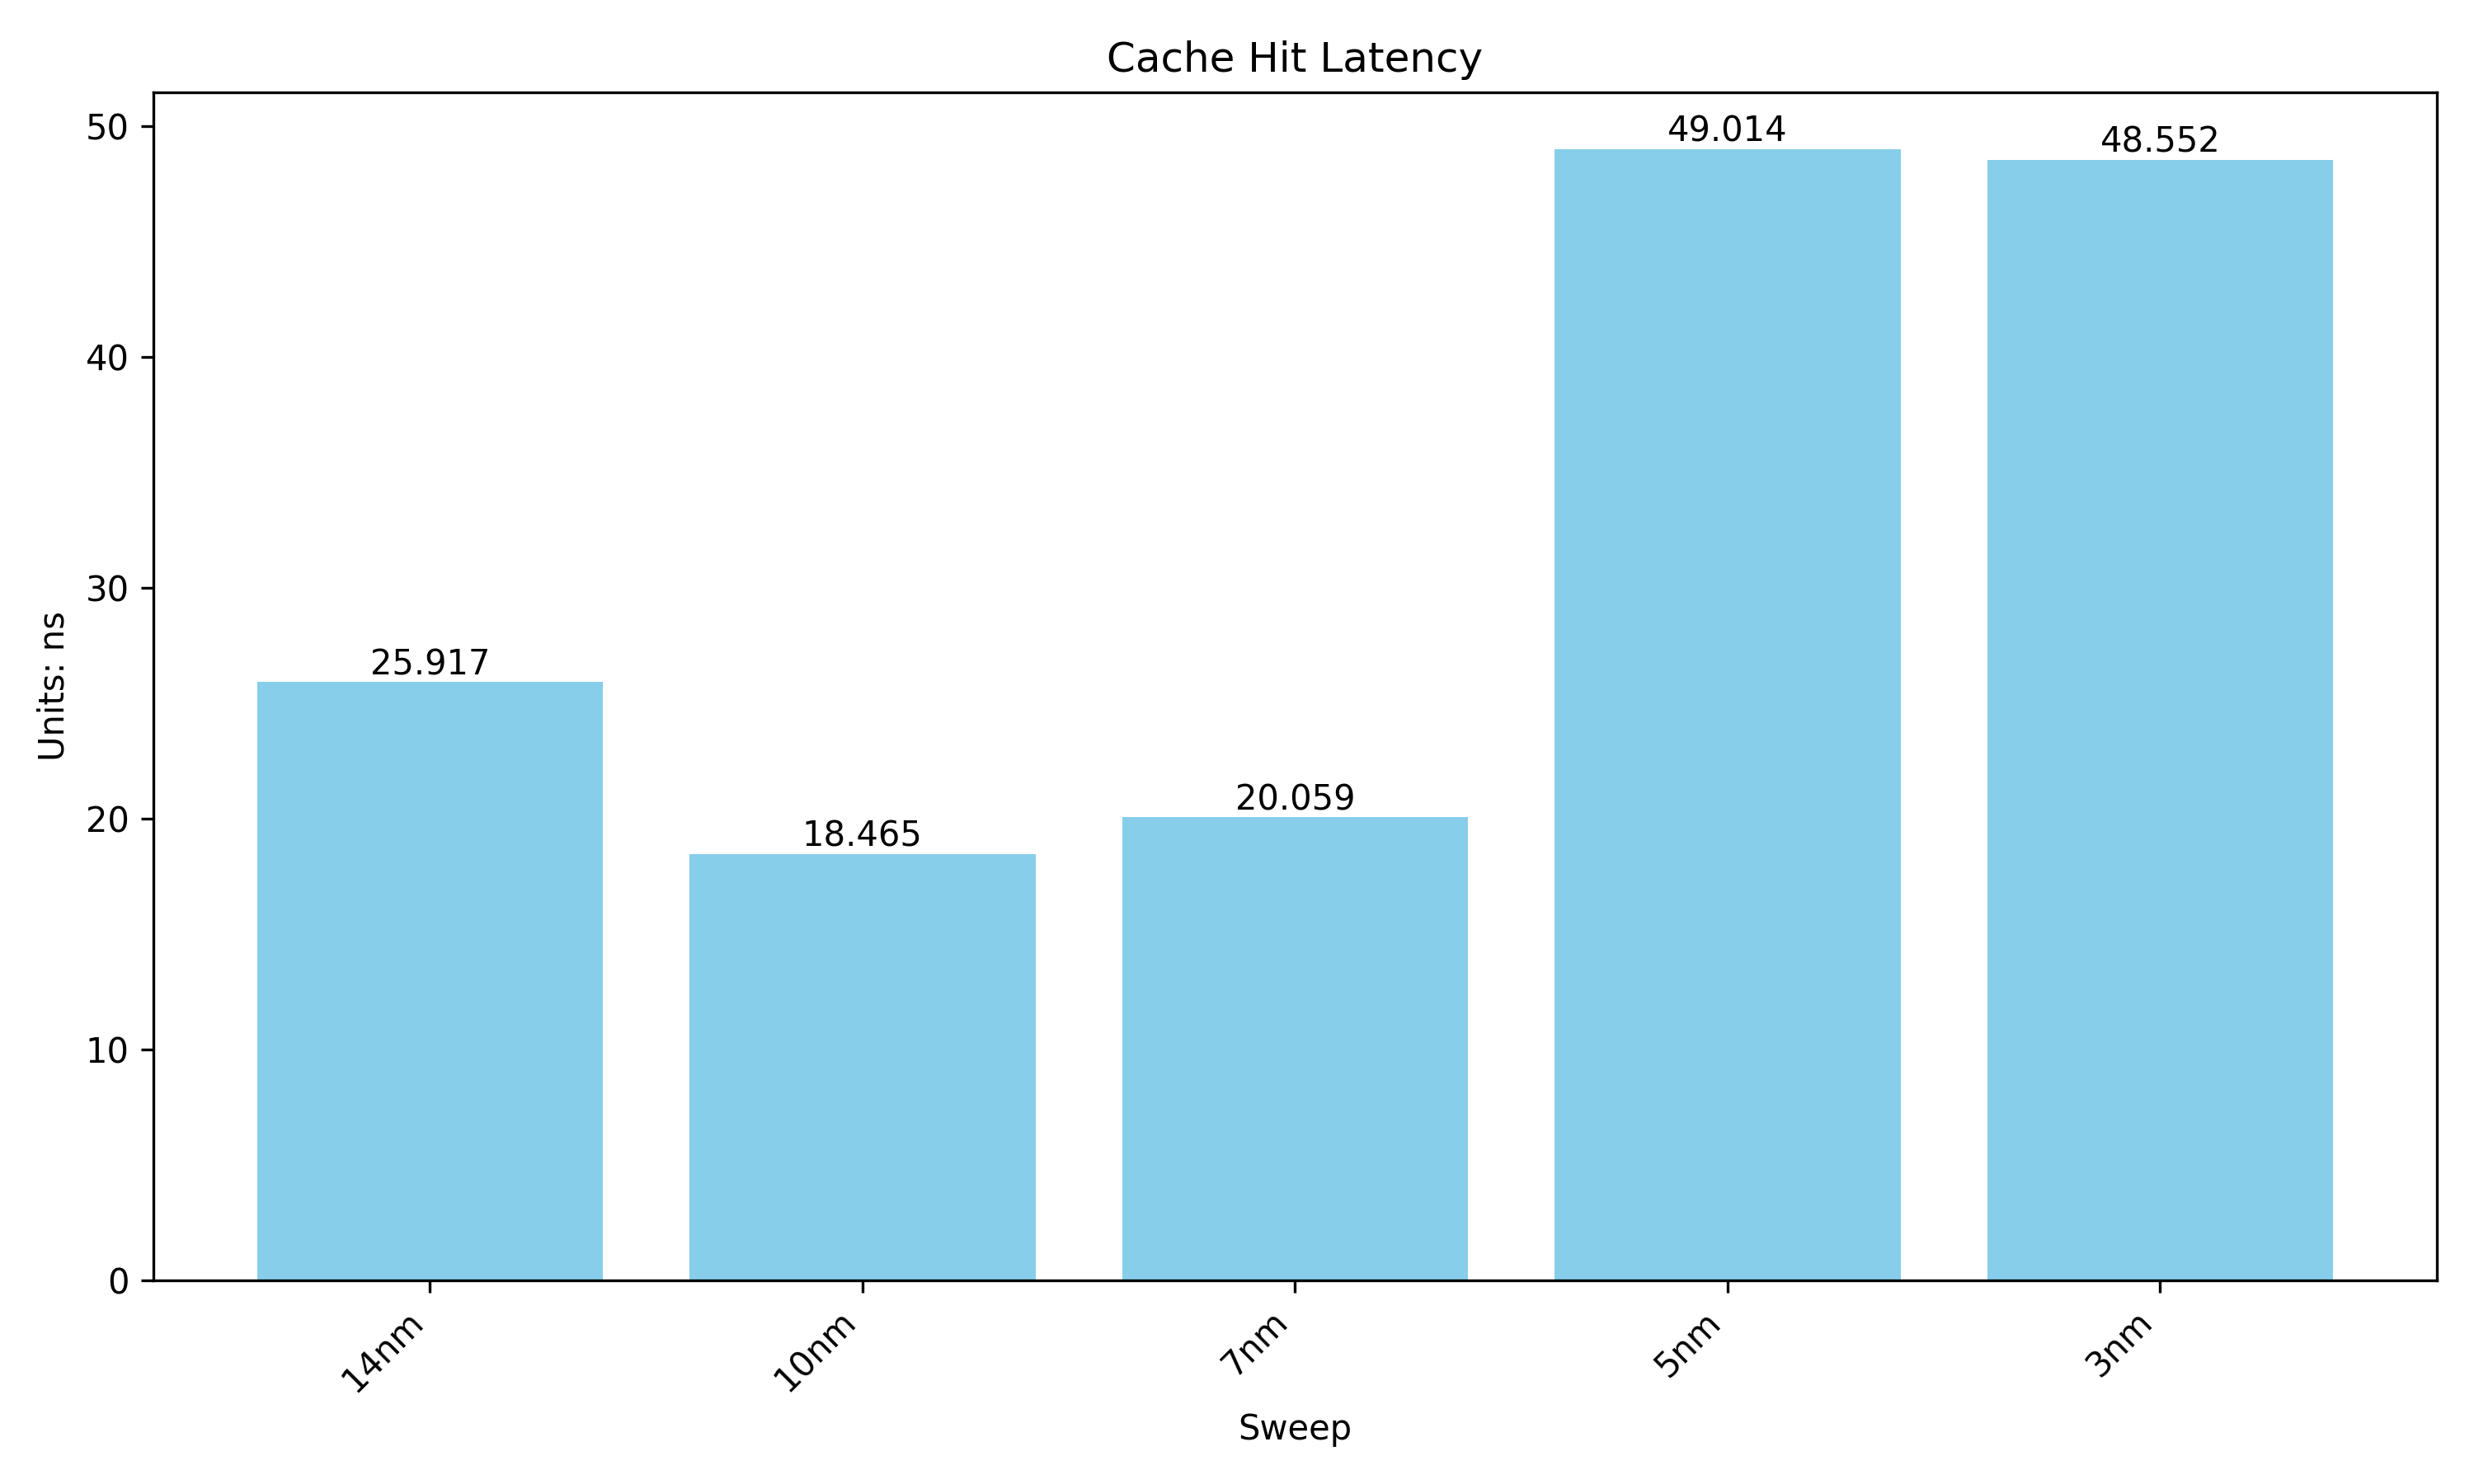 Cache Hit Latency
50
40
30
20
10
0
Units: ns
25.917
18.465
20.059
49.014
48.552
14nm
10nm
7nm
5nm
3nm
Sweep